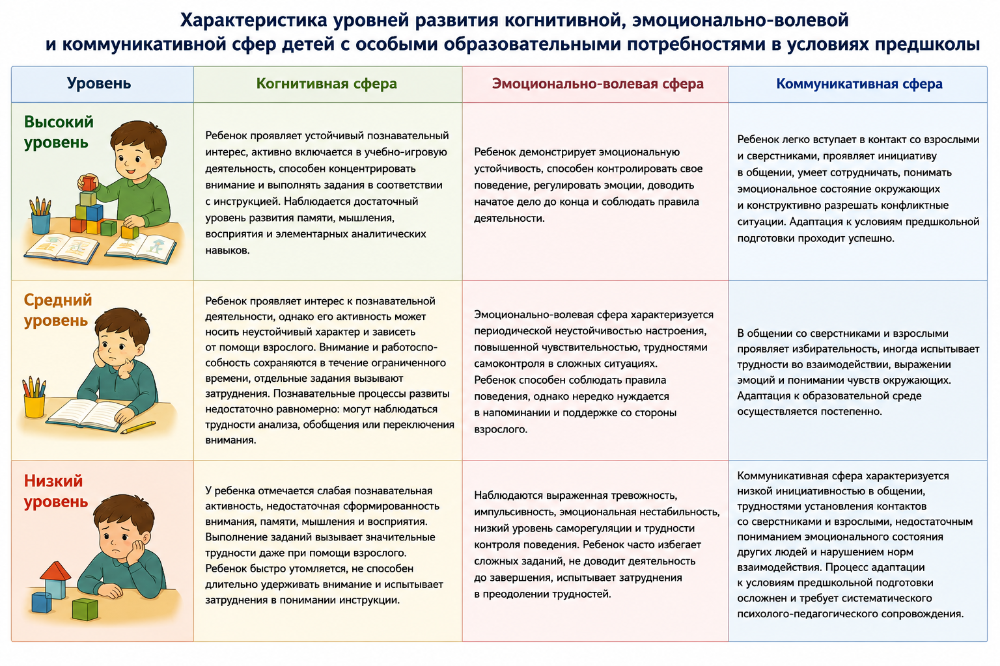 Характеристика уровней развития когнитивной, эмоционально-волевой
и коммуникативной сфер детей с особыми образовательными потребностями в условиях предшколы
Уровень
Когнитивная сфера
Эмоционально-волевая сфера
Коммуникативная сфера
Высокий
уровень
Ребенок проявляет устойчивый познавательный
интерес, активно включается в учебно-игровую
деятельность, способен концентрировать
внимание и выполнять задания в соответствии
с инструкцией. Наблюдается достаточный
уровень развития памяти, мышления,
восприятия и элементарных аналитических
навыков.
Ребенок демонстрирует эмоциональную
устойчивость, способен контролировать свое
поведение, регулировать эмоции, доводить
начатое дело до конца и соблюдать правила
деятельности.
Ребенок легко вступает в контакт со взрослыми
и сверстниками, проявляет инициативу
в общении, умеет сотрудничать, понимать
эмоциональное состояние окружающих
и конструктивно разрешать конфликтные
ситуации. Адаптация к условиям предшкольной
подготовки проходит успешно.
Средний
уровень
Ребенок проявляет интерес к познавательной
деятельности, однако его активность может
носить неустойчивый характер и зависеть
от помощи взрослого. Внимание и работоспо-
собность сохраняются в течение ограниченного
времени, отдельные задания вызывают
затруднения. Познавательные процессы развиты
недостаточно равномерно: могут наблюдаться
трудности анализа, обобщения или переключения
внимания.
Эмоционально-волевая сфера характеризуется
периодической неустойчивостью настроения,
повышенной чувствительностью, трудностями
самоконтроля в сложных ситуациях.
Ребенок способен соблюдать правила
поведения, однако нередко нуждается
в напоминании и поддержке со стороны
взрослого.
В общении со сверстниками и взрослыми
проявляет избирательность, иногда испытывает
трудности во взаимодействии, выражении
эмоций и понимании чувств окружающих.
Адаптация к образовательной среде
осуществляется постепенно.
Низкий
уровень
У ребенка отмечается слабая познавательная
активность, недостаточная сформированность
внимания, памяти, мышления и восприятия.
Выполнение заданий вызывает значительные
трудности даже при помощи взрослого.
Ребенок быстро утомляется, не способен
длительно удерживать внимание и испытывает
затруднения в понимании инструкции.
Наблюдаются выраженная тревожность,
импульсивность, эмоциональная нестабильность,
низкий уровень саморегуляции и трудности
контроля поведения. Ребенок часто избегает
сложных заданий, не доводит деятельность
до завершения, испытывает затруднения
в преодолении трудностей.
Коммуникативная сфера характеризуется
низкой инициативностью в общении,
трудностями установления контактов
со сверстниками и взрослыми, недостаточным
пониманием эмоционального состояния
других людей и нарушением норм
взаимодействия. Процесс адаптации
к условиям предшкольной подготовки
осложнен и требует систематического
психолого-педагогического сопровождения.